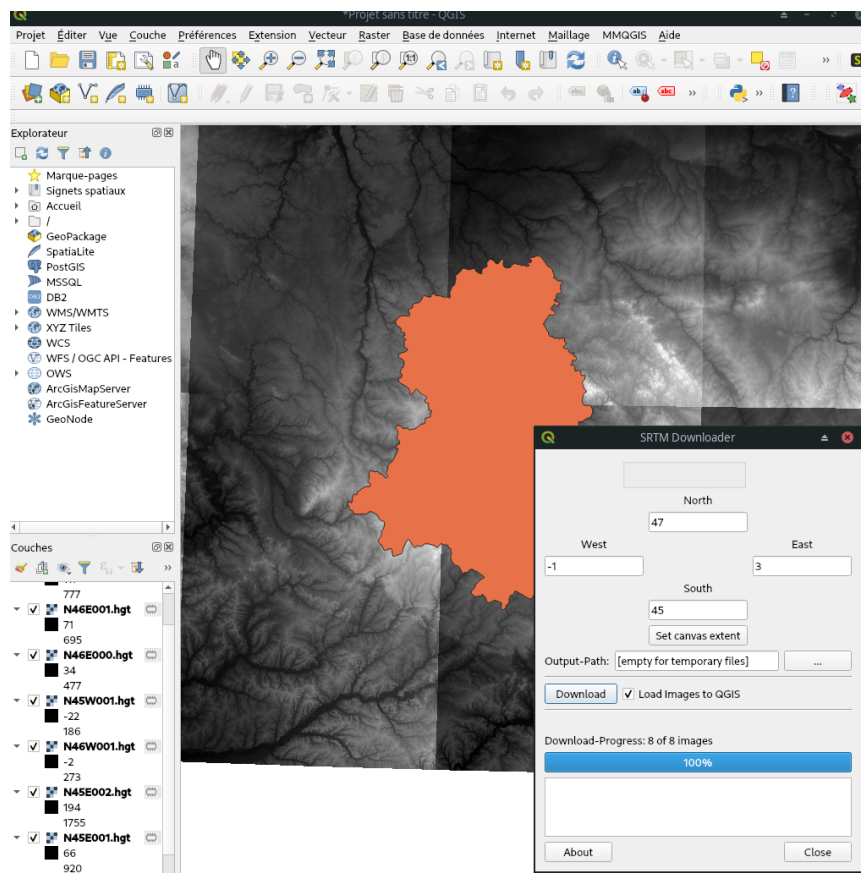 *Projet sans titre - QGIS
Projet Éditer Vue Couche Préférences Extension Vecteur Raster Base de données Internet Maillage MMQGIS Aide
Explorateur
Marque-pages
Signets spatiaux
Accueil
/
GeoPackage
SpatiaLite
PostGIS
MSSQL
DB2
WMS/WMTS
XYZ Tiles
WCS
WFS / OGC API - Features
OWS
ArcGisMapServer
ArcGisFeatureServer
GeoNode
Couches
777
N46E001.hgt
71
695
N46E000.hgt
34
477
N45W001.hgt
-22
186
N46W001.hgt
-2
273
N45E002.hgt
194
1755
N45E001.hgt
66
920
SRTM Downloader
North
47
West East
-1 3
South
45
Set canvas extent
Output-Path: [empty for temporary files] ...
Download Load Images to QGIS
Download-Progress: 8 of 8 images
100%
About Close